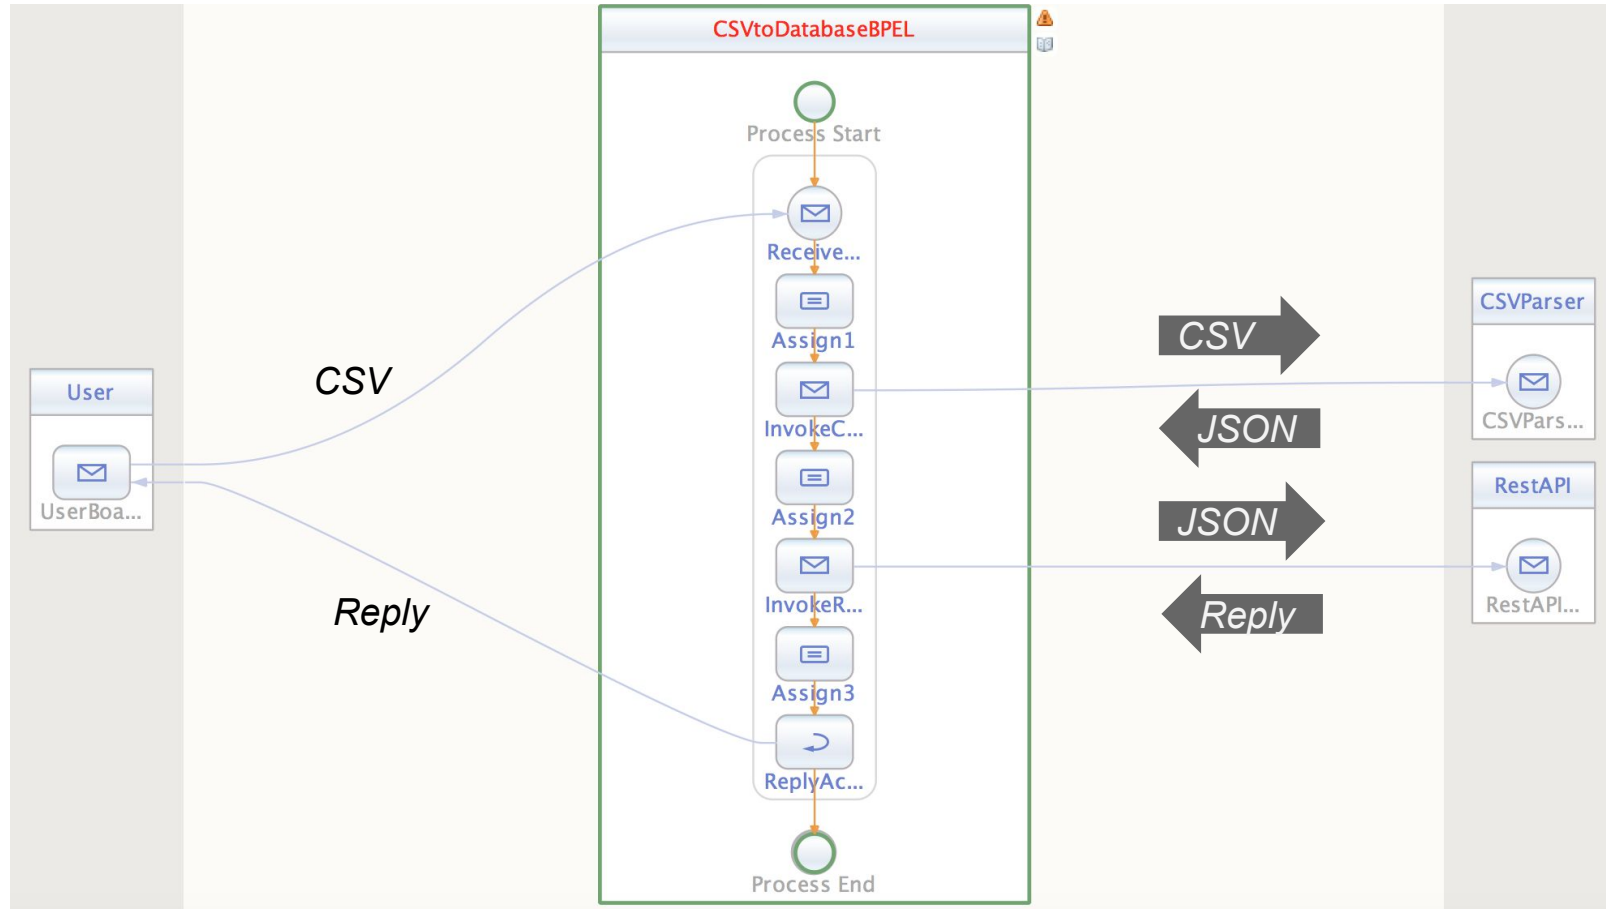 CSVtoDatabaseBPEL
Process Start
Receive...
Assign1
InvokeC...
Assign2
InvokeR...
Assign3
ReplyAc...
Process End
User
UserBoa...
CSV
Reply
CSV
JSON
JSON
Reply
CSVParser
CSVPars...
RestAPI
RestAPI...